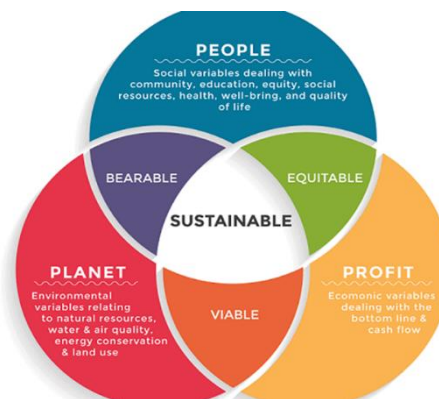 PEOPLE
Social variables dealing with
community, education, equity, social
resources, health, well-bring, and quality
of life
BEARABLE
EQUITABLE
SUSTAINABLE
PLANET
Environmental
variables relating
to natural resources,
water & air quality,
energy conservation
& land use
PROFIT
Ecomonic variables
dealing with the
bottom line &
cash flow
VIABLE